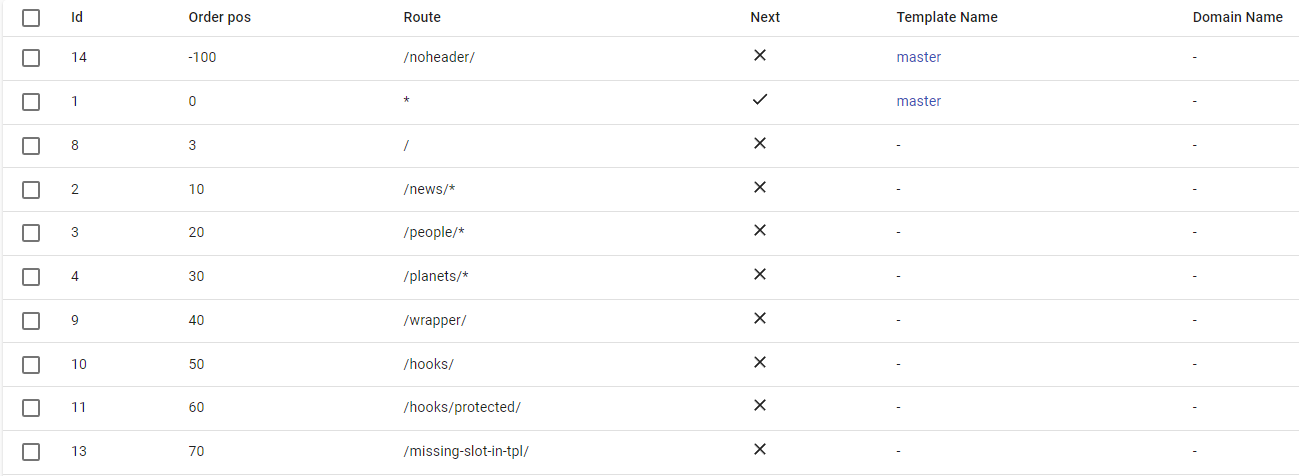 Id Order pos Route Next Template Name Domain Name
14 -100 /noheader/ master -
1 0 * master -
8 3 / - -
2 10 /news/* - -
3 20 /people/* - -
4 30 /planets/* - -
9 40 /wrapper/ - -
10 50 /hooks/ - -
11 60 /hooks/protected/ - -
13 70 /missing-slot-in-tpl/ - -